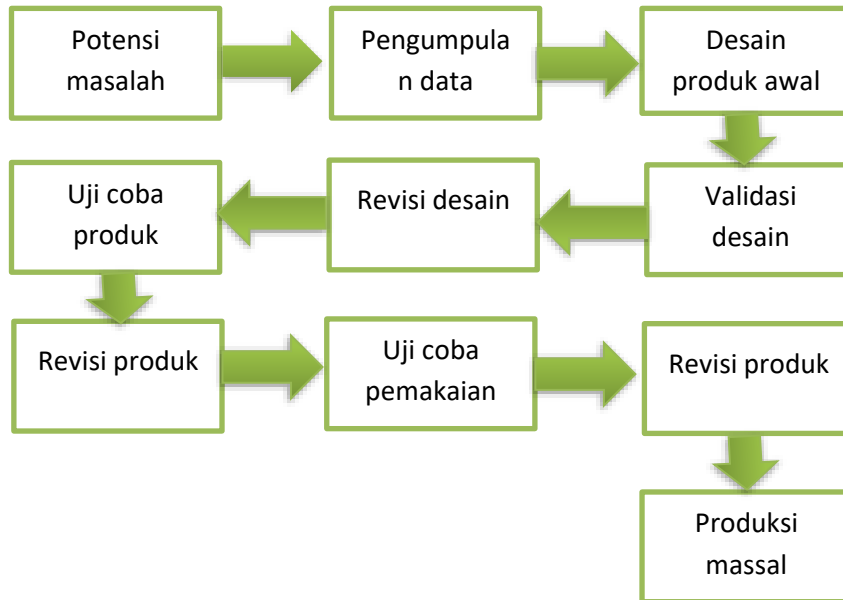 Potensi
masalah
Pengumpula
n data
Desain
produk awal
Validasi
desain
Revisi desain
Uji coba
produk
Revisi produk
Uji coba
pemakaian
Revisi produk
Produksi
massal